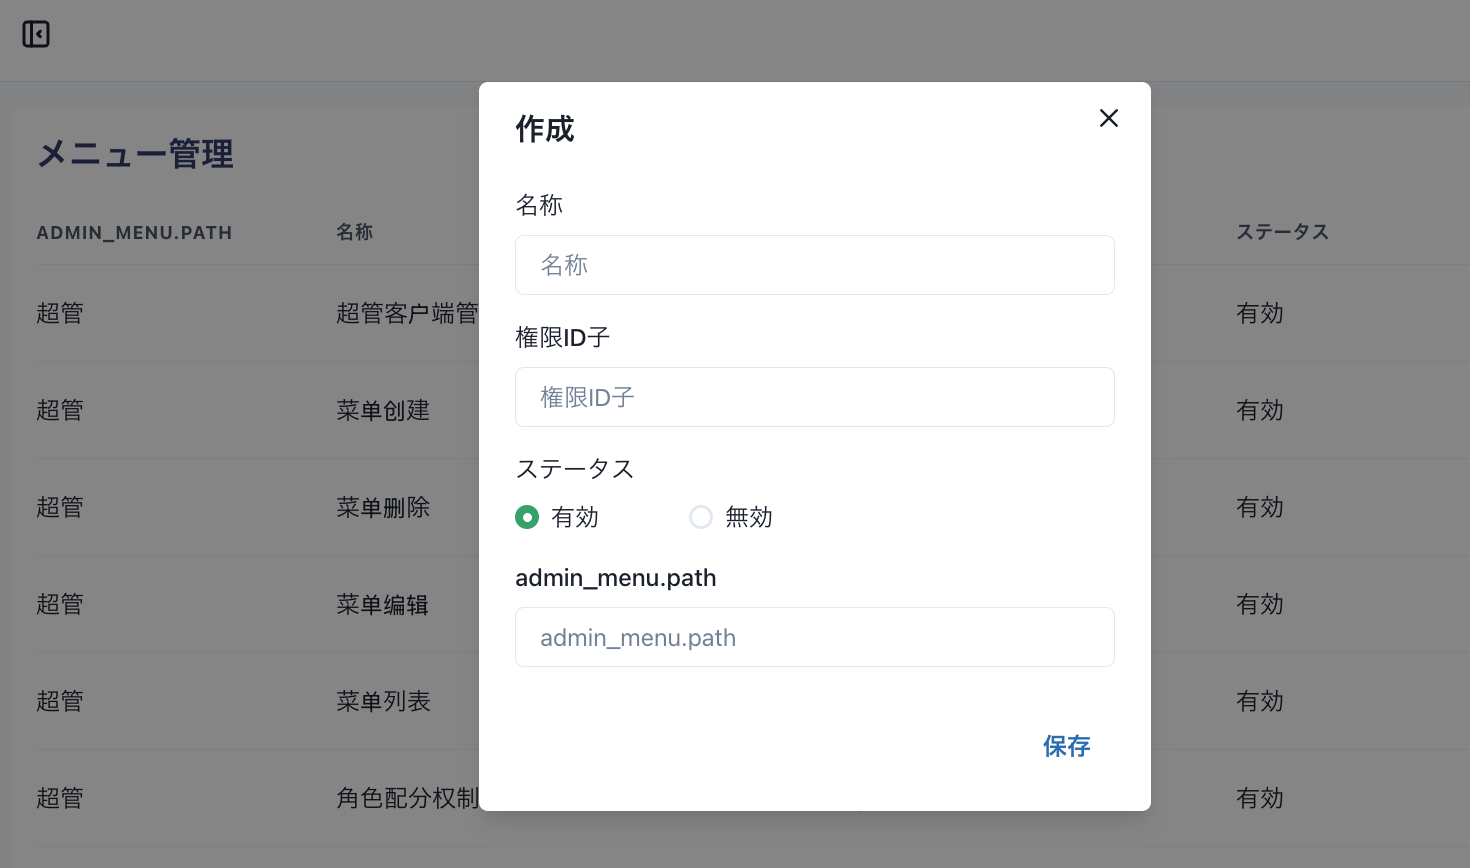 作成
名称
名称
権限ID子
権限ID子
ステータス
有効 無効
admin_menu.path
admin_menu.path
保存
メニュー管理
ADMIN_MENU.PATH 名称 ステータス
超管 超管客户端管 有効
超管 菜单创建 有効
超管 菜单删除 有効
超管 菜单编辑 有効
超管 菜单列表 有効
超管 角色配分权制 有効